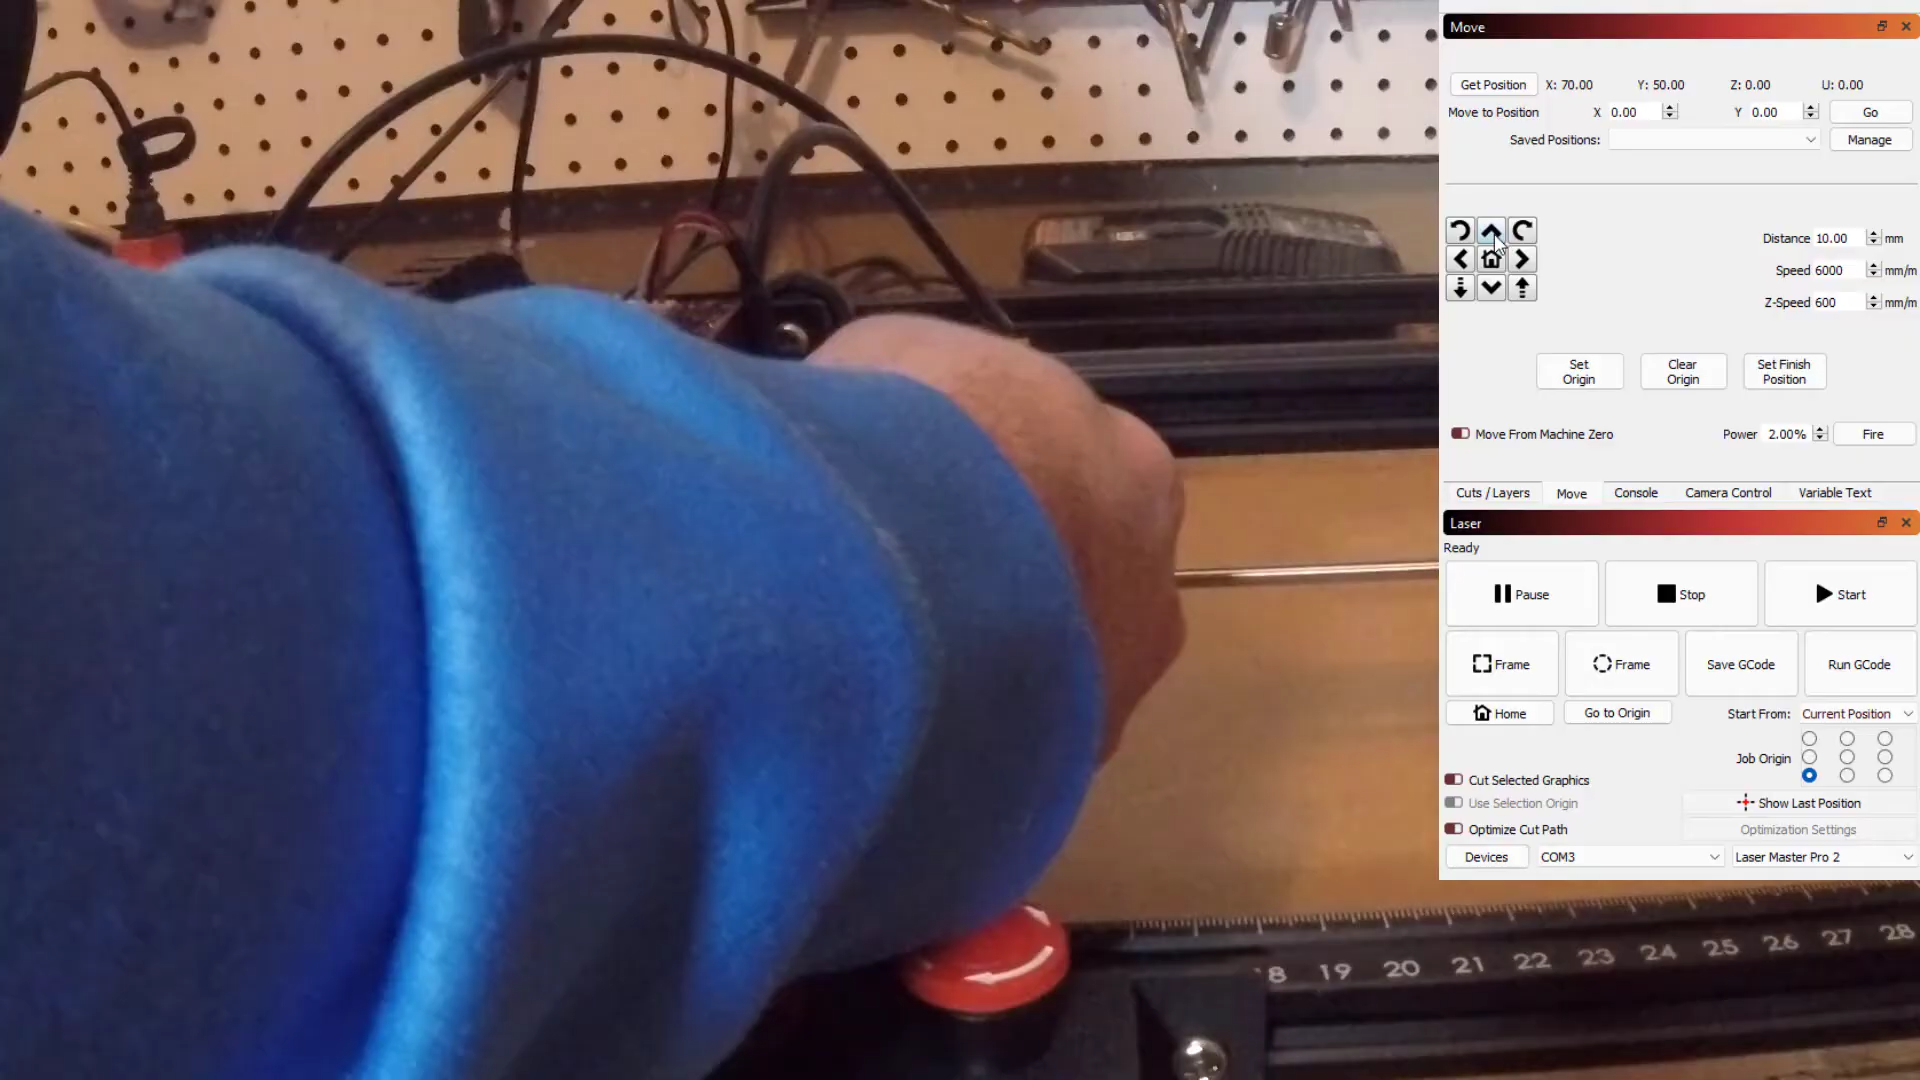 Move
Get Position X: 70.00 Y: 50.00 Z: 0.00 U: 0.00
Move to Position X 0.00 Y 0.00 Go
Saved Positions: Manage
Distance 10.00 mm
Speed 6000 mm/m
Z-Speed 600 mm/m
Set Origin Clear Origin Set Finish Position
Move From Machine Zero Power 2.00% Fire
Cuts / Layers Move Console Camera Control Variable Text
Laser
Ready
Pause Stop Start
Frame Frame Save GCode Run GCode
Home Go to Origin Start From: Current Position
Job Origin
Cut Selected Graphics
Use Selection Origin Show Last Position
Optimize Cut Path Optimization Settings
Devices COM3 Laser Master Pro 2
8 19 20 21 22 23 24 25 26 27 28